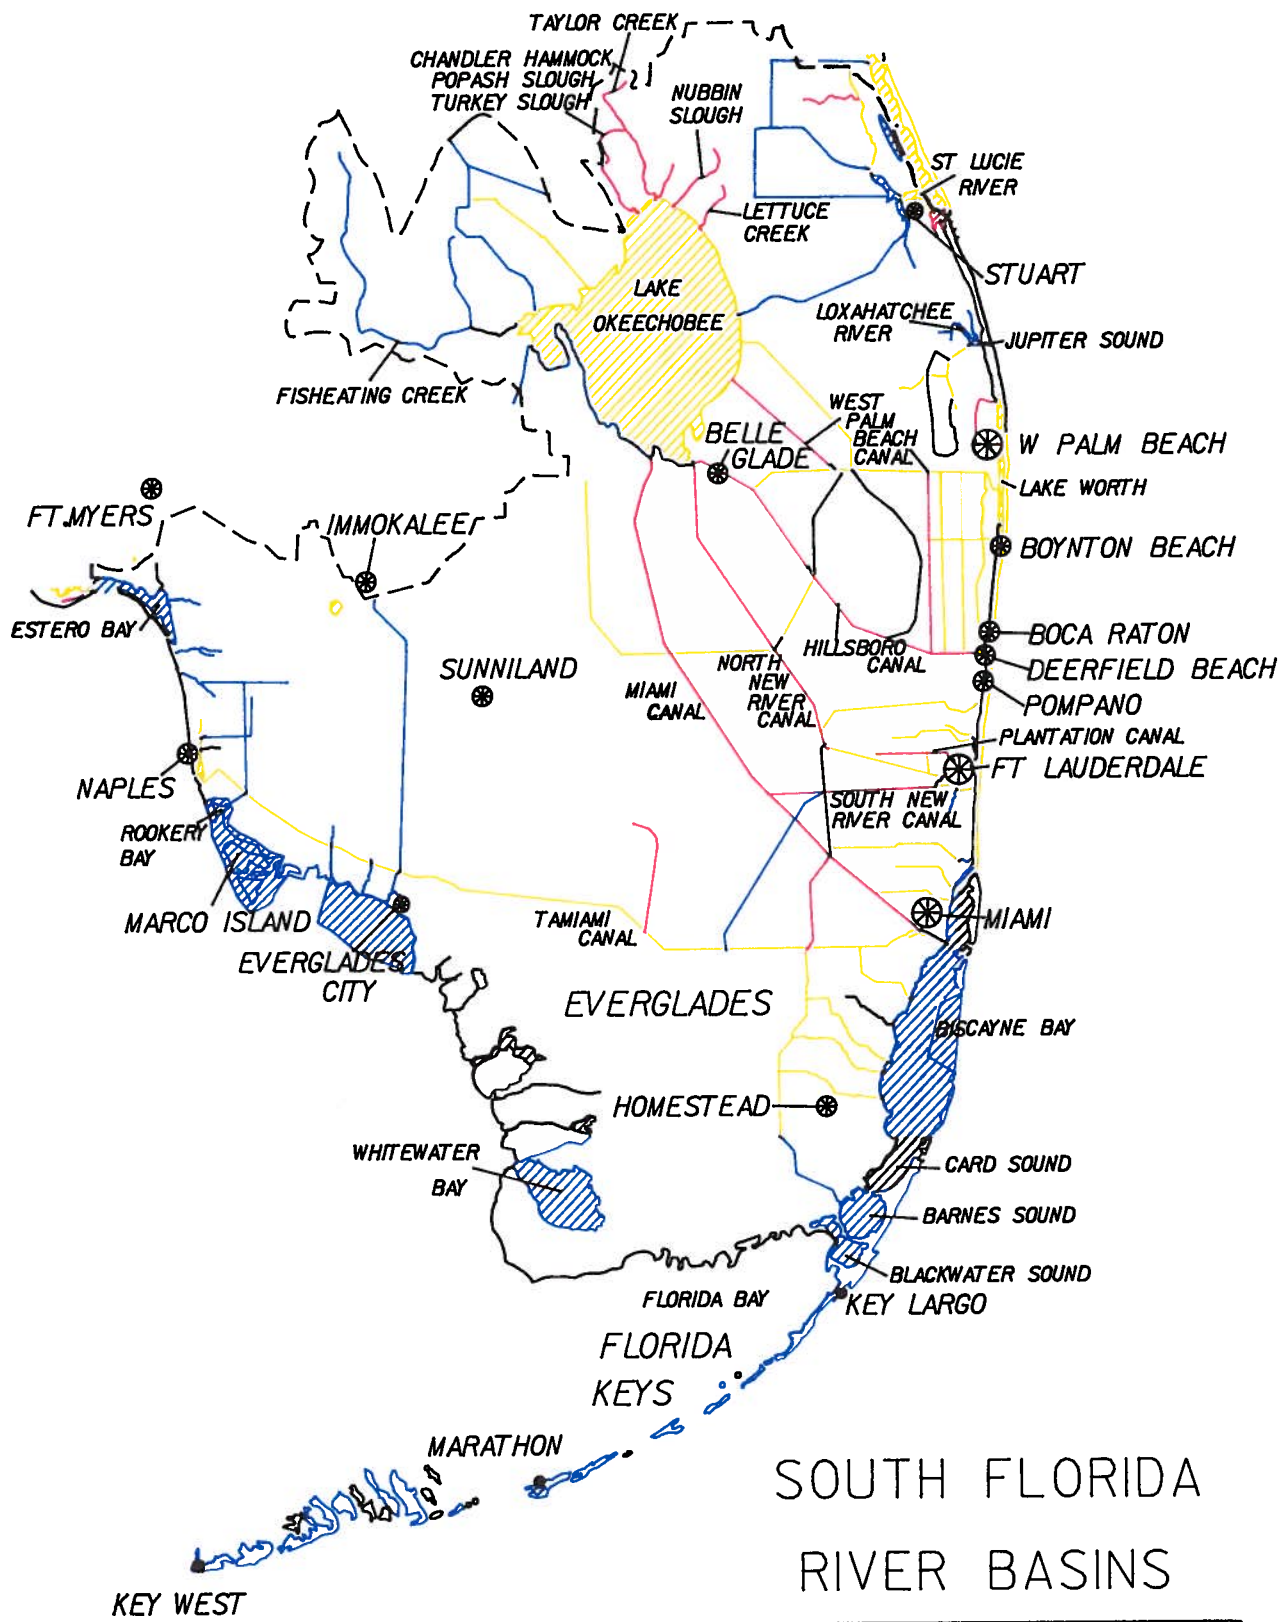 TAYLOR CREEK
CHANDLER HAMMOCK
POPASH SLOUGH
TURKEY SLOUGH
NUBBIN
SLOUGH
ST LUCIE
RIVER
LETTUCE
CREEK
STUART
LAKE
OKEECHOBEE
LOXAHATCHEE
RIVER
JUPITER SOUND
FISHEATING CREEK
WEST
PALM
BEACH
CANAL
BELLE
GLADE
W PALM BEACH
LAKE WORTH
FT.MYERS
IMMOKALEE
BOYNTON BEACH
ESTERO BAY
BOCA RATON
HILLSBORO
CANAL
DEERFIELD BEACH
SUNNILAND
NORTH
NEW
RIVER
CANAL
MIAMI
CANAL
POMPANO
PLANTATION CANAL
FT LAUDERDALE
NAPLES
SOUTH NEW
RIVER CANAL
ROOKERY
BAY
MARCO ISLAND
TAMIAMI
CANAL
MIAMI
EVERGLADES
CITY
EVERGLADES
BISCAYNE BAY
HOMESTEAD
WHITEWATER
BAY
CARD SOUND
BARNES SOUND
BLACKWATER SOUND
FLORIDA BAY
KEY LARGO
FLORIDA
KEYS
MARATHON
KEY WEST
SOUTH FLORIDA
RIVER BASINS